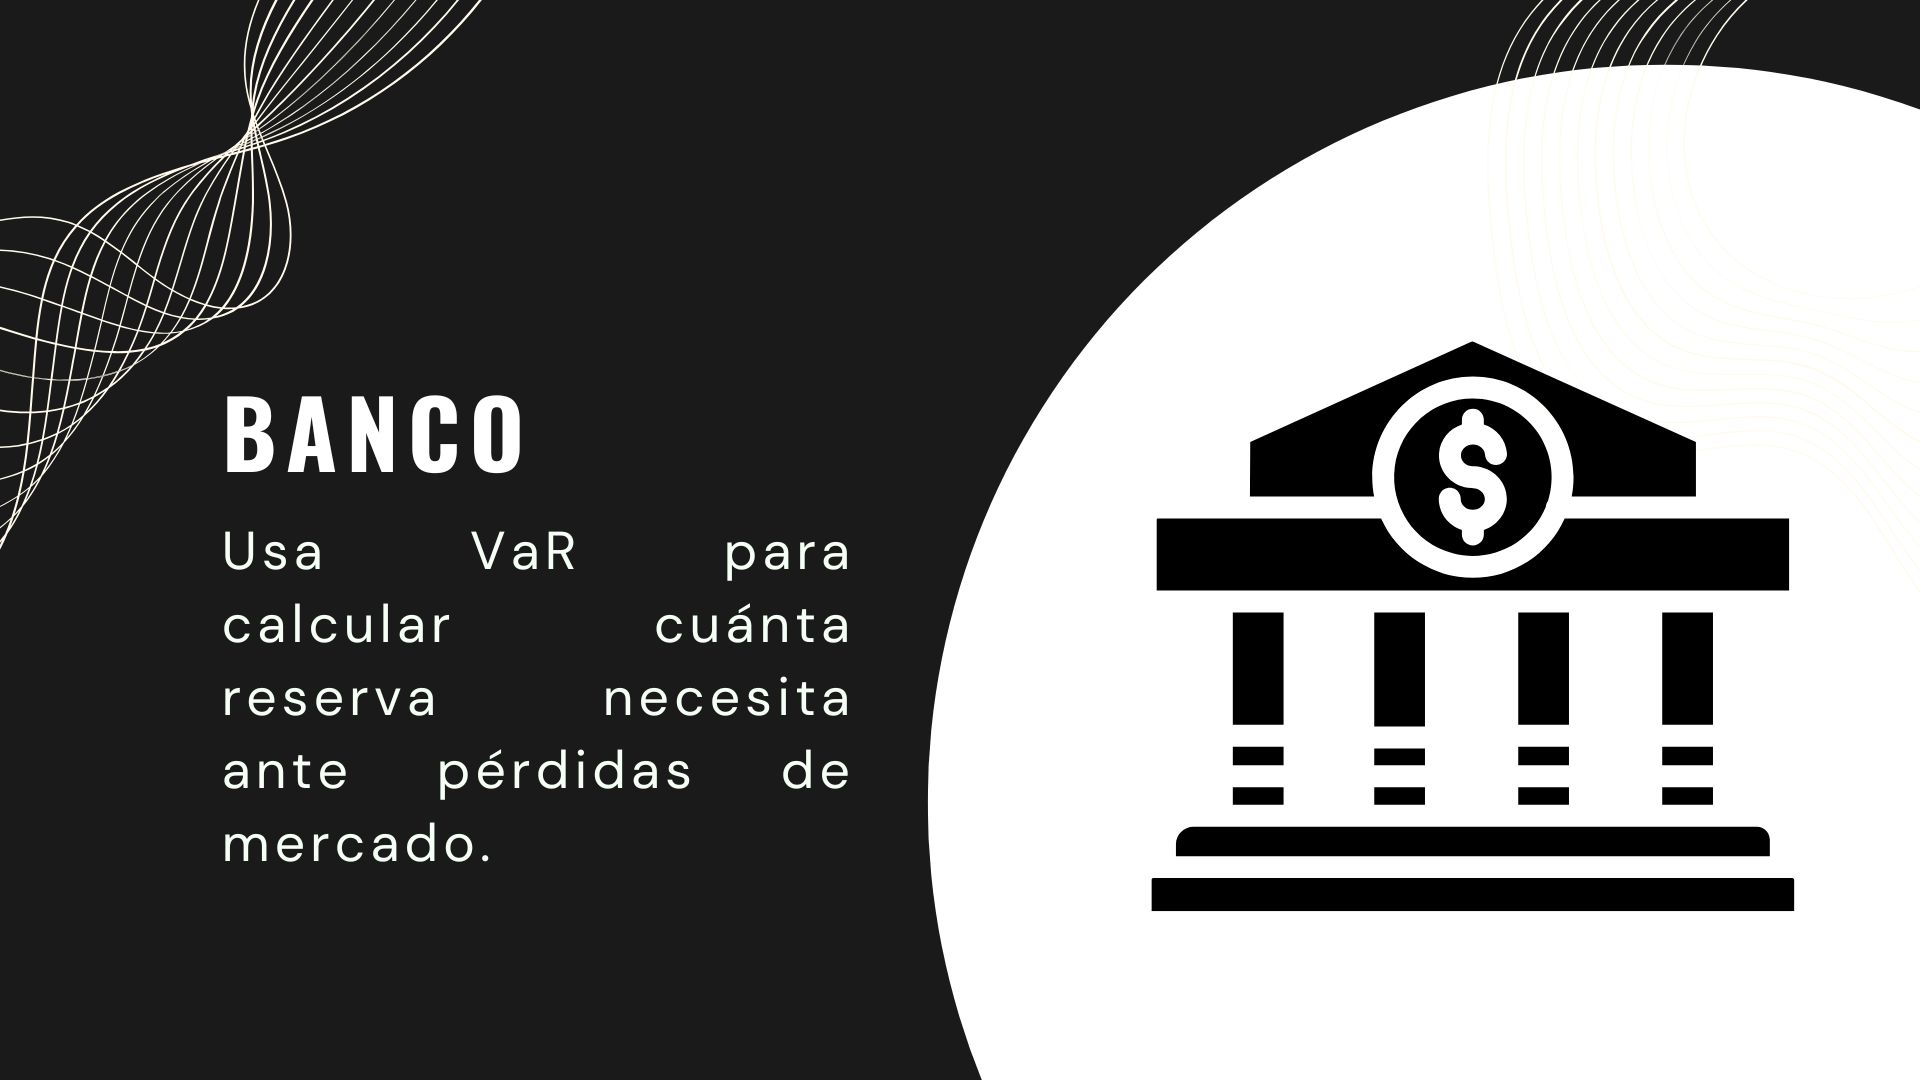 BANCO
Usa VaR para
calcular cuánta
reserva necesita
ante pérdidas de
mercado.
$